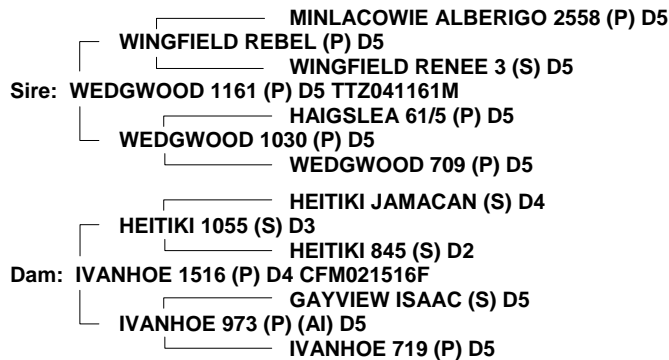 MINLACOWIE ALBERIGO 2558 (P) D5
WINGFIELD REBEL (P) D5
WINGFIELD RENEE 3 (S) D5
Sire: WEDGWOOD 1161 (P) D5 TTZ041161M
HAIGSLEA 61/5 (P) D5
WEDGWOOD 1030 (P) D5
WEDGWOOD 709 (P) D5
HEITIKI JAMACAN (S) D4
HEITIKI 1055 (S) D3
HEITIKI 845 (S) D2
Dam: IVANHOE 1516 (P) D4 CFM021516F
GAYVIEW ISAAC (S) D5
IVANHOE 973 (P) (AI) D5
IVANHOE 719 (P) D5